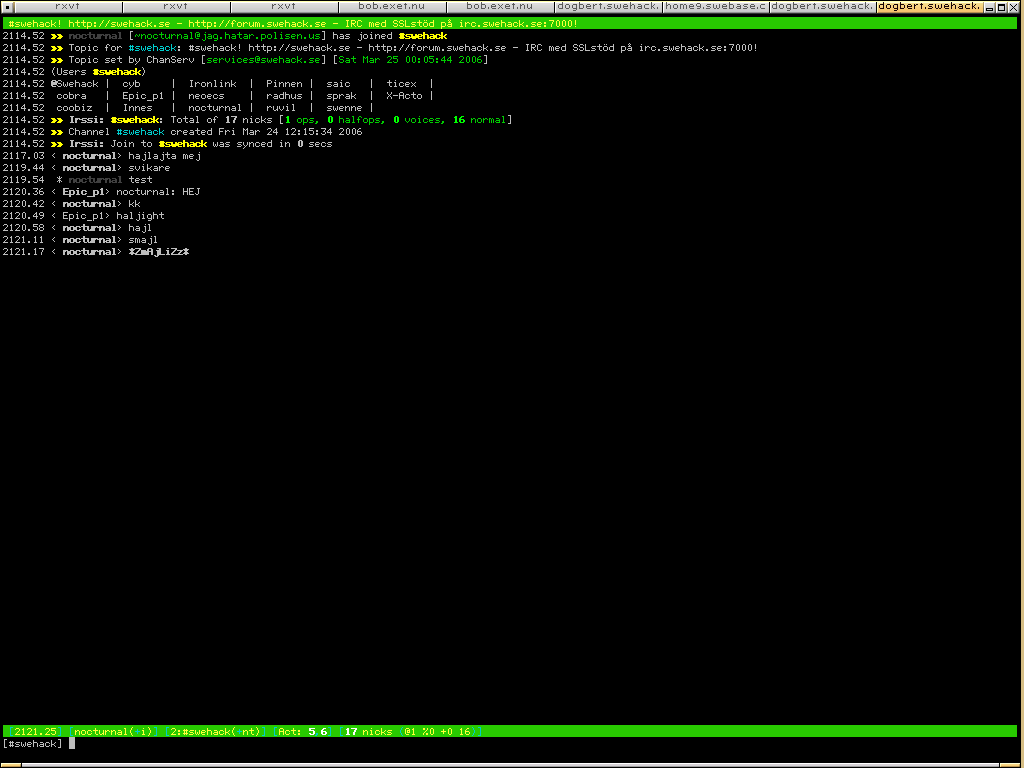 rxvt rxvt rxvt bob.exet.nu bob.exet.nu dogbert.swehack. home9.swebase.c dogbert.swehack. dogbert.swehack.
#swehack! http://swehack.se - http://forum.swehack.se - IRC med SSLstöd på irc.swehack.se:7000!
2114.52 »» nocturnal [~nocturnal@jag.hatar.polisen.us] has joined #swehack
2114.52 »» Topic for #swehack: #swehack! http://swehack.se - http://forum.swehack.se - IRC med SSLstöd på irc.swehack.se:7000!
2114.52 »» Topic set by ChanServ [services@swehack.se] [Sat Mar 25 00:05:44 2006]
2114.52 (Users #swehack)
2114.52 @Swehack | cyb | Ironlink | Pinnen | saic | ticex |
2114.52 cobra | Epic_p1 | neoecs | radhus | sprak | X-Acto |
2114.52 coobiz | Innes | nocturnal | ruvil | swenne |
2114.52 »» Irssi: #swehack: Total of 17 nicks [1 ops, 0 halfops, 0 voices, 16 normal]
2114.52 »» Channel #swehack created Fri Mar 24 12:15:34 2006
2114.52 »» Irssi: Join to #swehack was synced in 0 secs
2117.03 < nocturnal> hajlajta mej
2119.44 < nocturnal> svikare
2119.54 * nocturnal test
2120.36 < Epic_p1> nocturnal: HEJ
2120.42 < nocturnal> kk
2120.49 < Epic_p1> haljight
2120.58 < nocturnal> hajl
2121.11 < nocturnal> smajl
2121.17 < nocturnal> *ZmAjLiZz*
[2121.25] [nocturnal(+i)] [2:#swehack(+nt)] [Act: 5,6] [17 nicks (@1 %0 +0 16)]
[#swehack]